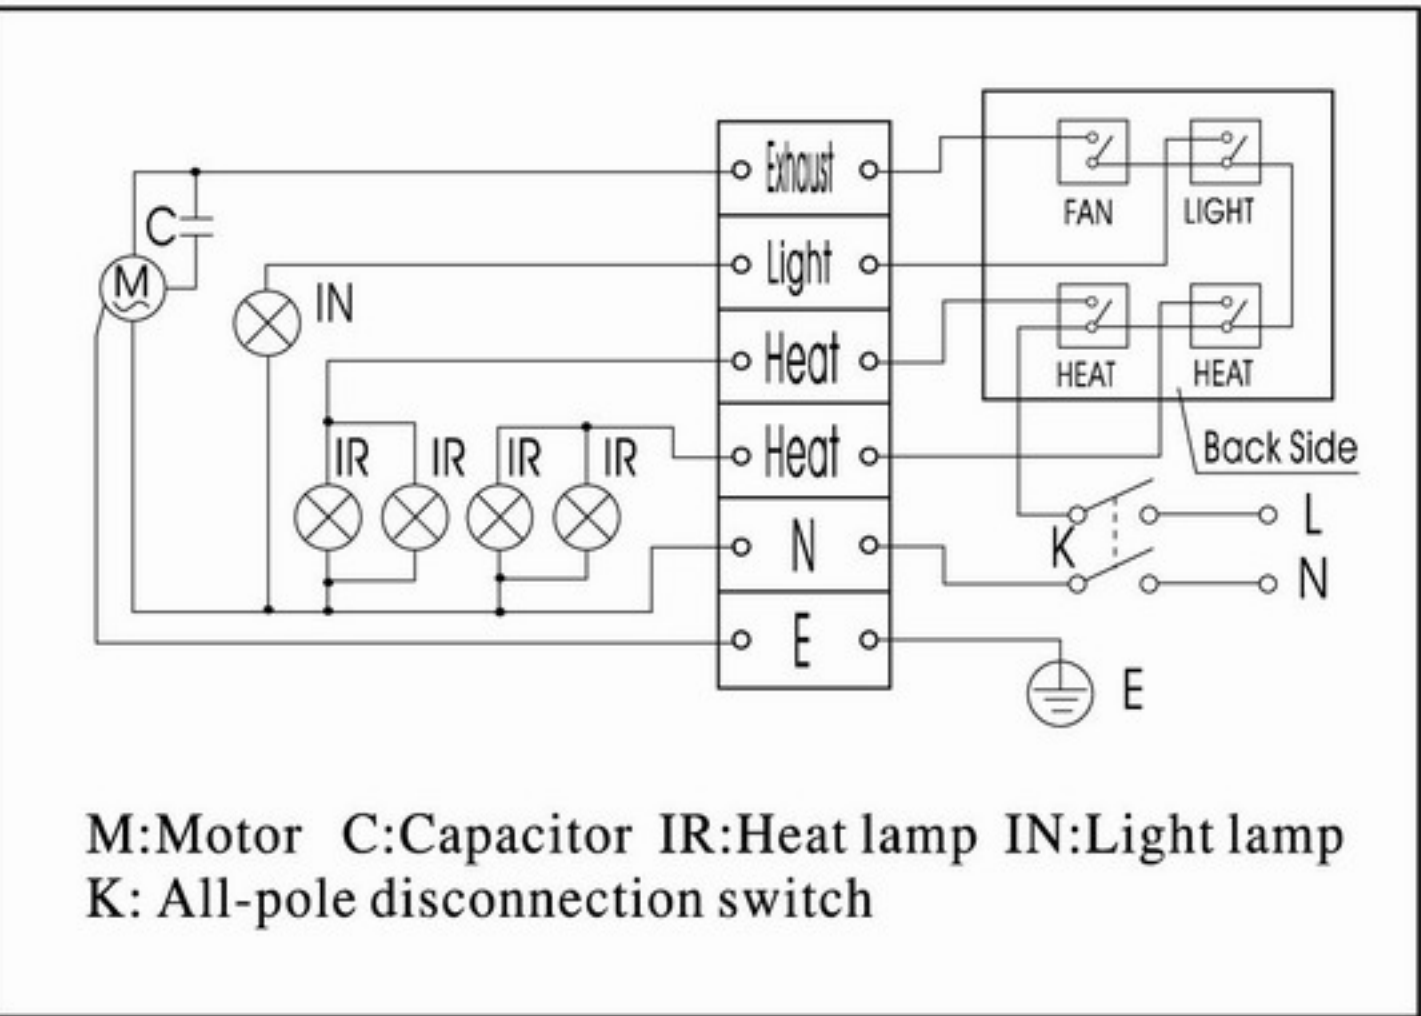 Exhaust
FAN
LIGHT
C
M
Light
IN
Heat
HEAT
HEAT
IR
IR
IR
IR
Heat
Back Side
L
K
N
N
E
E
M:Motor C:Capacitor IR:Heat lamp IN:Light lamp
K: All-pole disconnection switch